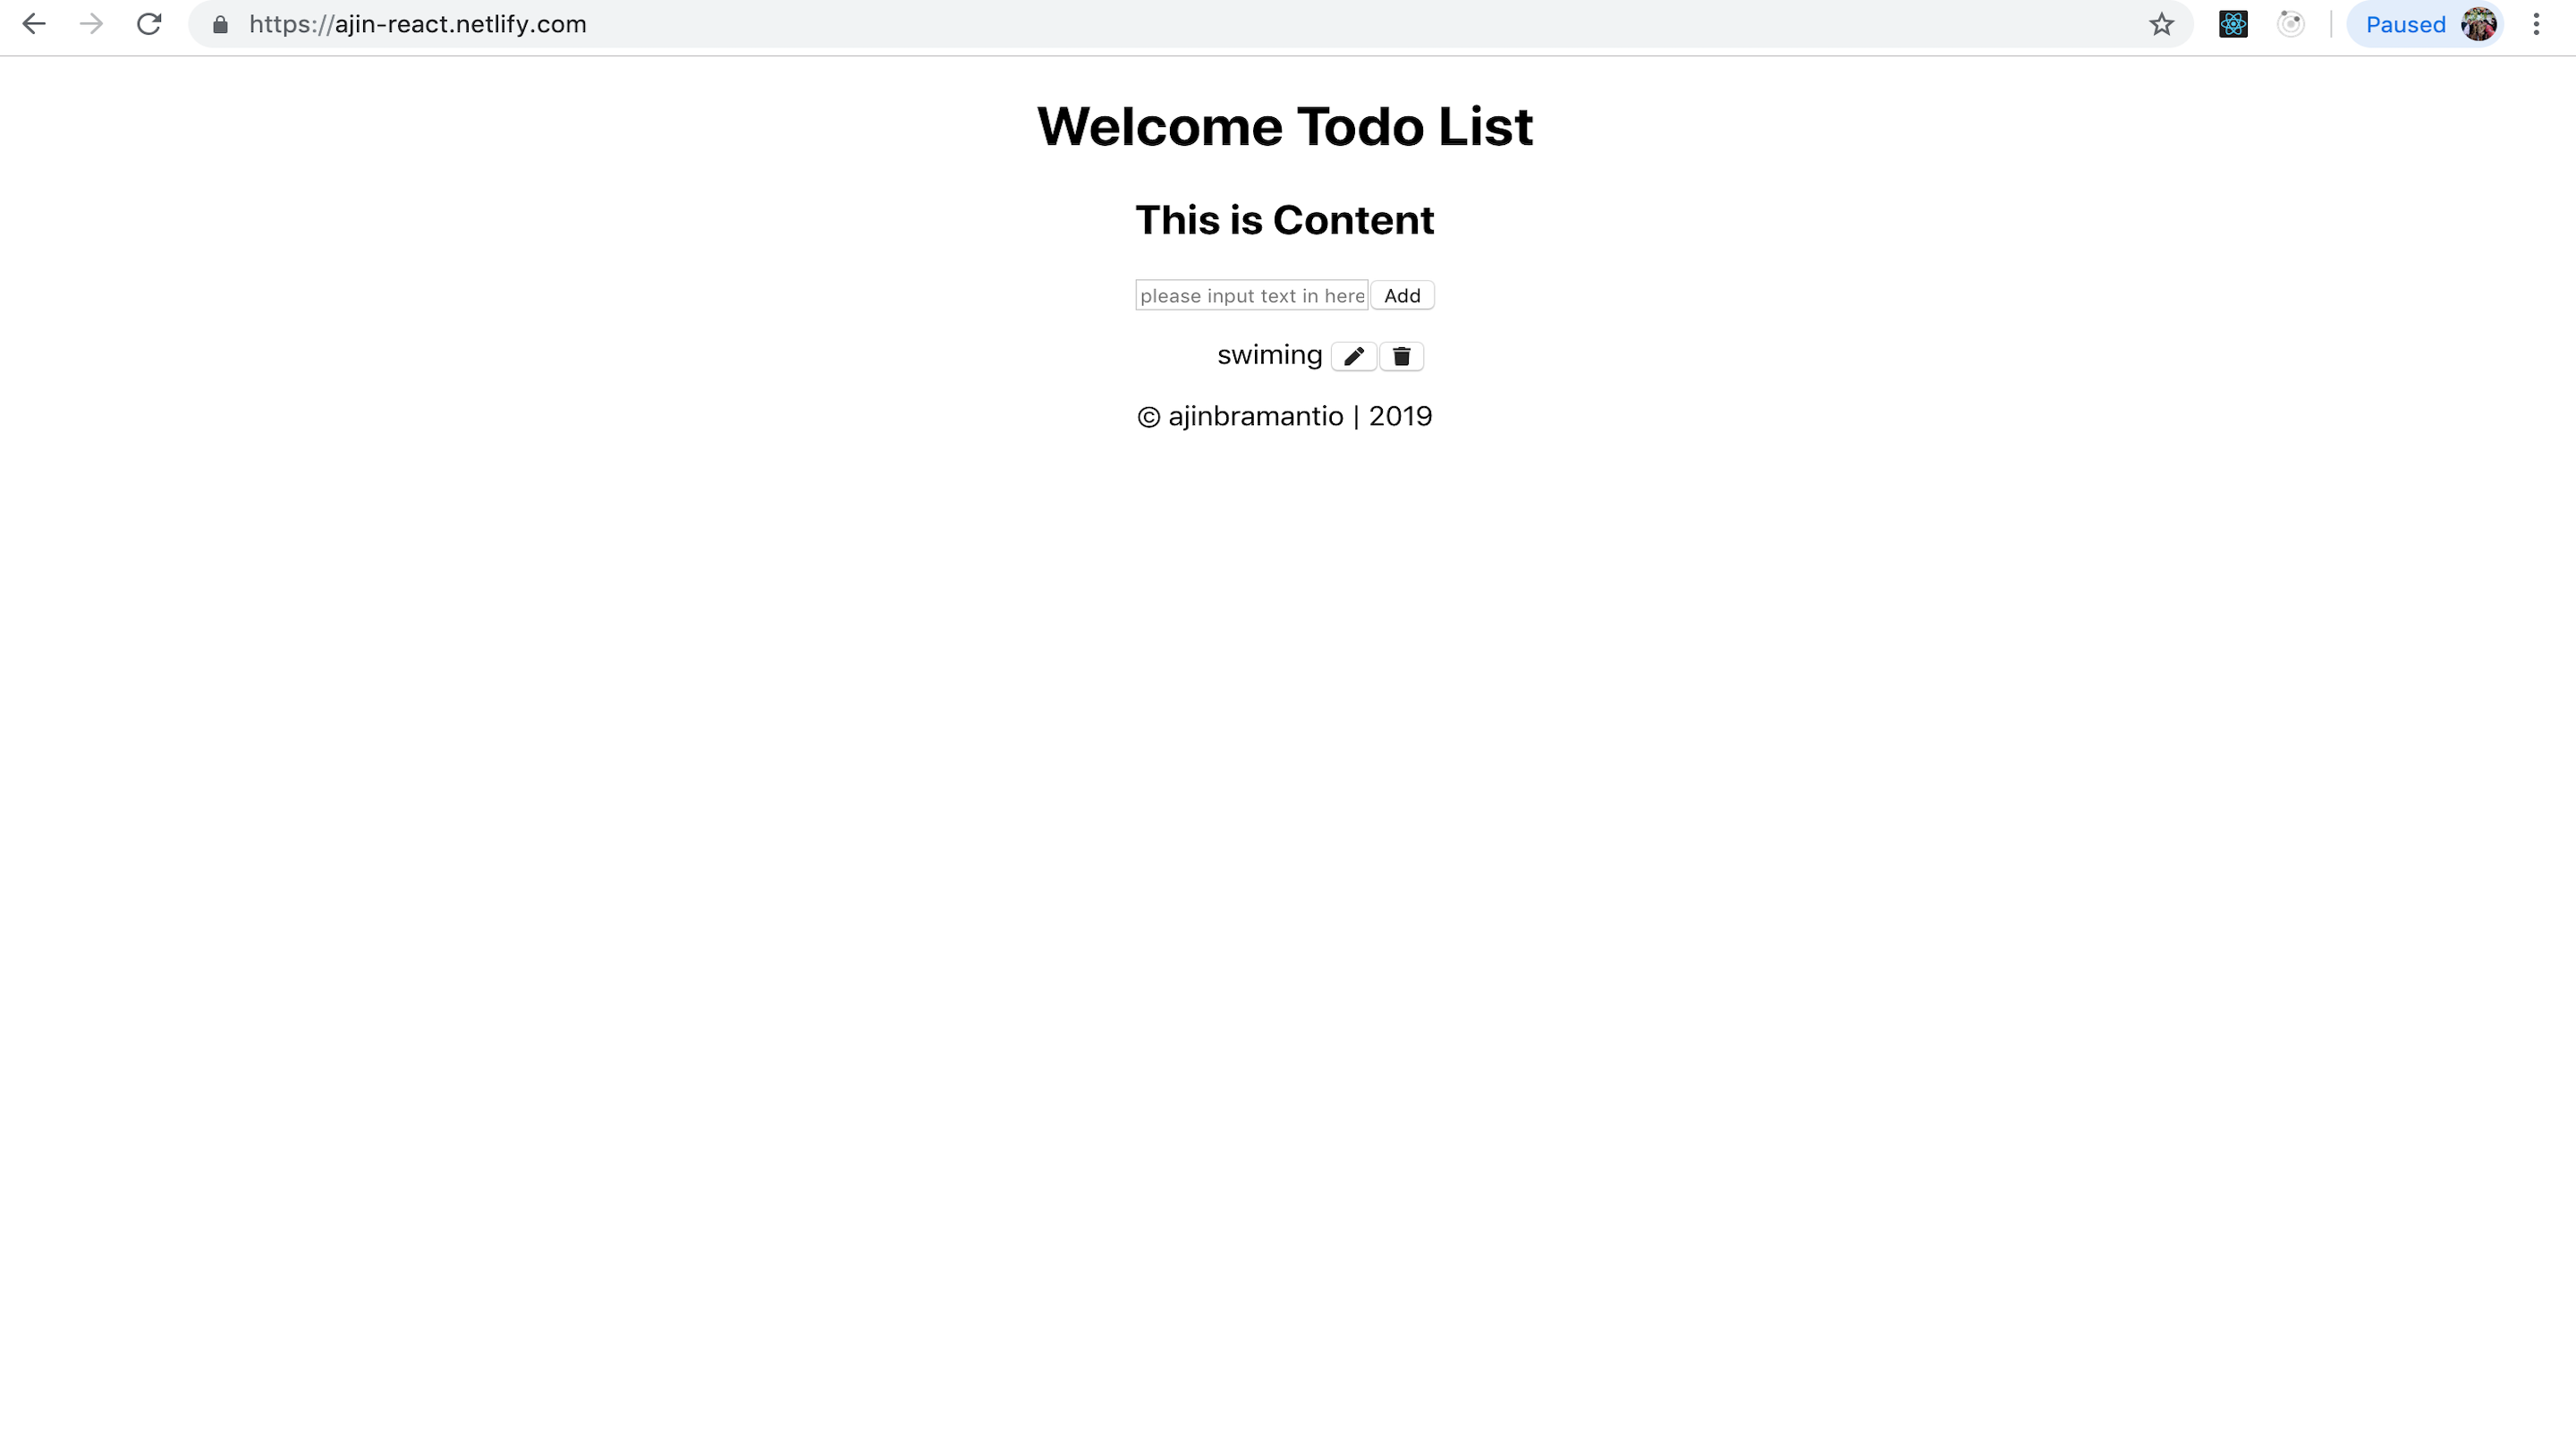 https://ajin-react.netlify.com
Paused
Welcome Todo List
This is Content
please input text in here Add
swiming
© ajinbramantio | 2019